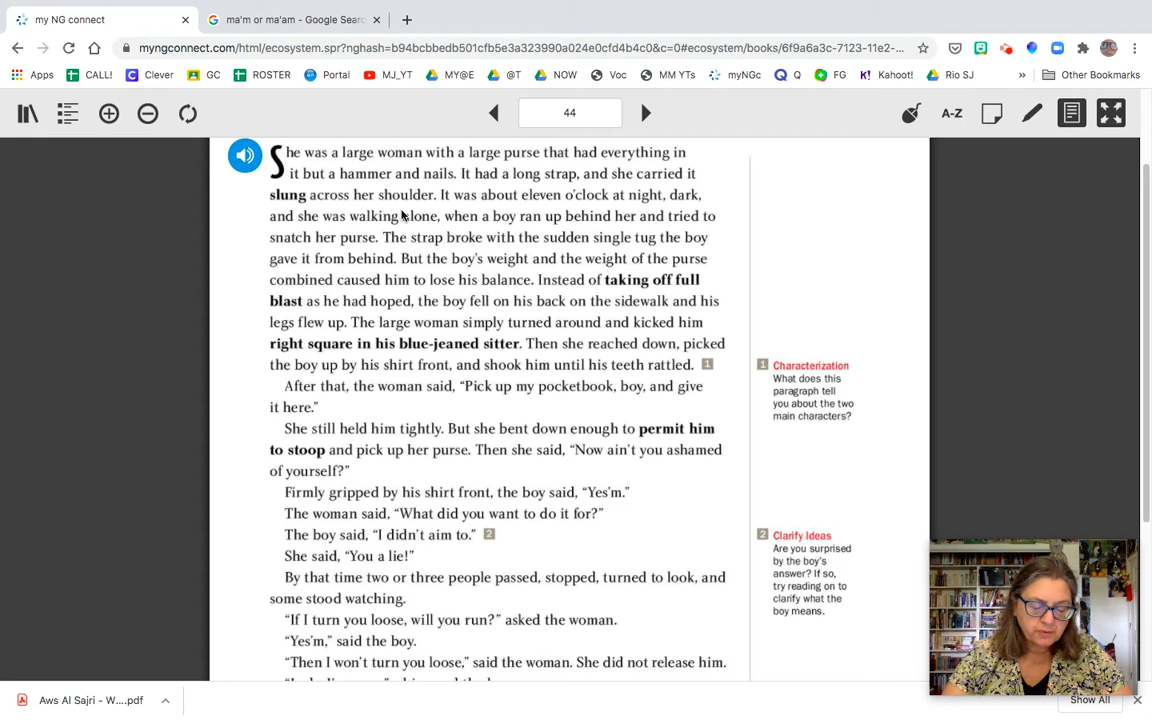 my NG connect
ma'm or ma'am - Google Searc
myngconnect.com/html/ecosystem.spr?nghash=b94bcbbedb501cfb5e3a323990a024e0cfd4b4c0&c=0#ecosystem/books/6f9a6a3c-7123-11e2-...
Apps CALL! Clever GC ROSTER Portal MJ_YT MY@E @T NOW Voc MM YTs myNGc Q FG Kahoot! Rio SJ » Other Bookmarks
44
A-Z
She was a large woman with a large purse that had everything in
it but a hammer and nails. It had a long strap, and she carried it
slung across her shoulder. It was about eleven o'clock at night, dark,
and she was walking alone, when a boy ran up behind her and tried to
snatch her purse. The strap broke with the sudden single tug the boy
gave it from behind. But the boy's weight and the weight of the purse
combined caused him to lose his balance. Instead of taking off full
blast as he had hoped, the boy fell on his back on the sidewalk and his
legs flew up. The large woman simply turned around and kicked him
right square in his blue-jeaned sitter. Then she reached down, picked
the boy up by his shirt front, and shook him until his teeth rattled. 1
After that, the woman said, “Pick up my pocketbook, boy, and give
it here.”
She still held him tightly. But she bent down enough to permit him
to stoop and pick up her purse. Then she said, “Now ain't you ashamed
of yourself?”
Firmly gripped by his shirt front, the boy said, “Yes'm.”
The woman said, “What did you want to do it for?”
The boy said, “I didn't aim to.” 2
She said, “You a lie!”
By that time two or three people passed, stopped, turned to look, and
some stood watching.
“If I turn you loose, will you run?” asked the woman.
“Yes'm,” said the boy.
“Then I won't turn you loose,” said the woman. She did not release him.
1 Characterization
What does this
paragraph tell
you about the two
main characters?
2 Clarify Ideas
Are you surprised
by the boy's
answer? If so,
try reading on to
clarify what the
boy means.
Aws Al Sajri - W....pdf
Show All